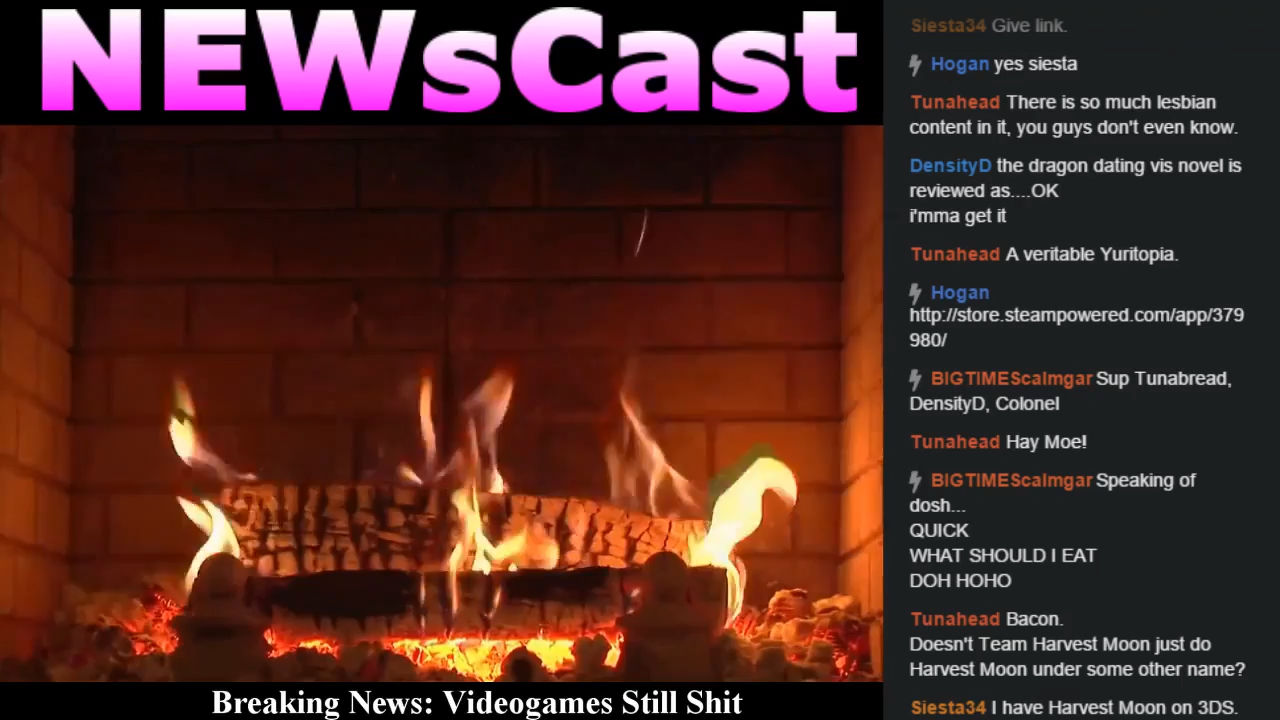 NEWsCast
Siesta34 Give link.
Hogan yes siesta
Tunahead There is so much lesbian
content in it, you guys don't even know.
DensityD the dragon dating vis novel is
reviewed as....OK
i'mma get it
Tunahead A veritable Yuritopia.
Hogan
http://store.steampowered.com/app/379
980/
BIGTIMEScalmgar Sup Tunabread,
DensityD, Colonel
Tunahead Hay Moe!
BIGTIMEScalmgar Speaking of
dosh...
QUICK
WHAT SHOULD I EAT
DOH HOHO
Tunahead Bacon.
Doesn't Team Harvest Moon just do
Harvest Moon under some other name?
Siesta34 I have Harvest Moon on 3DS.
Breaking News: Videogames Still Shit